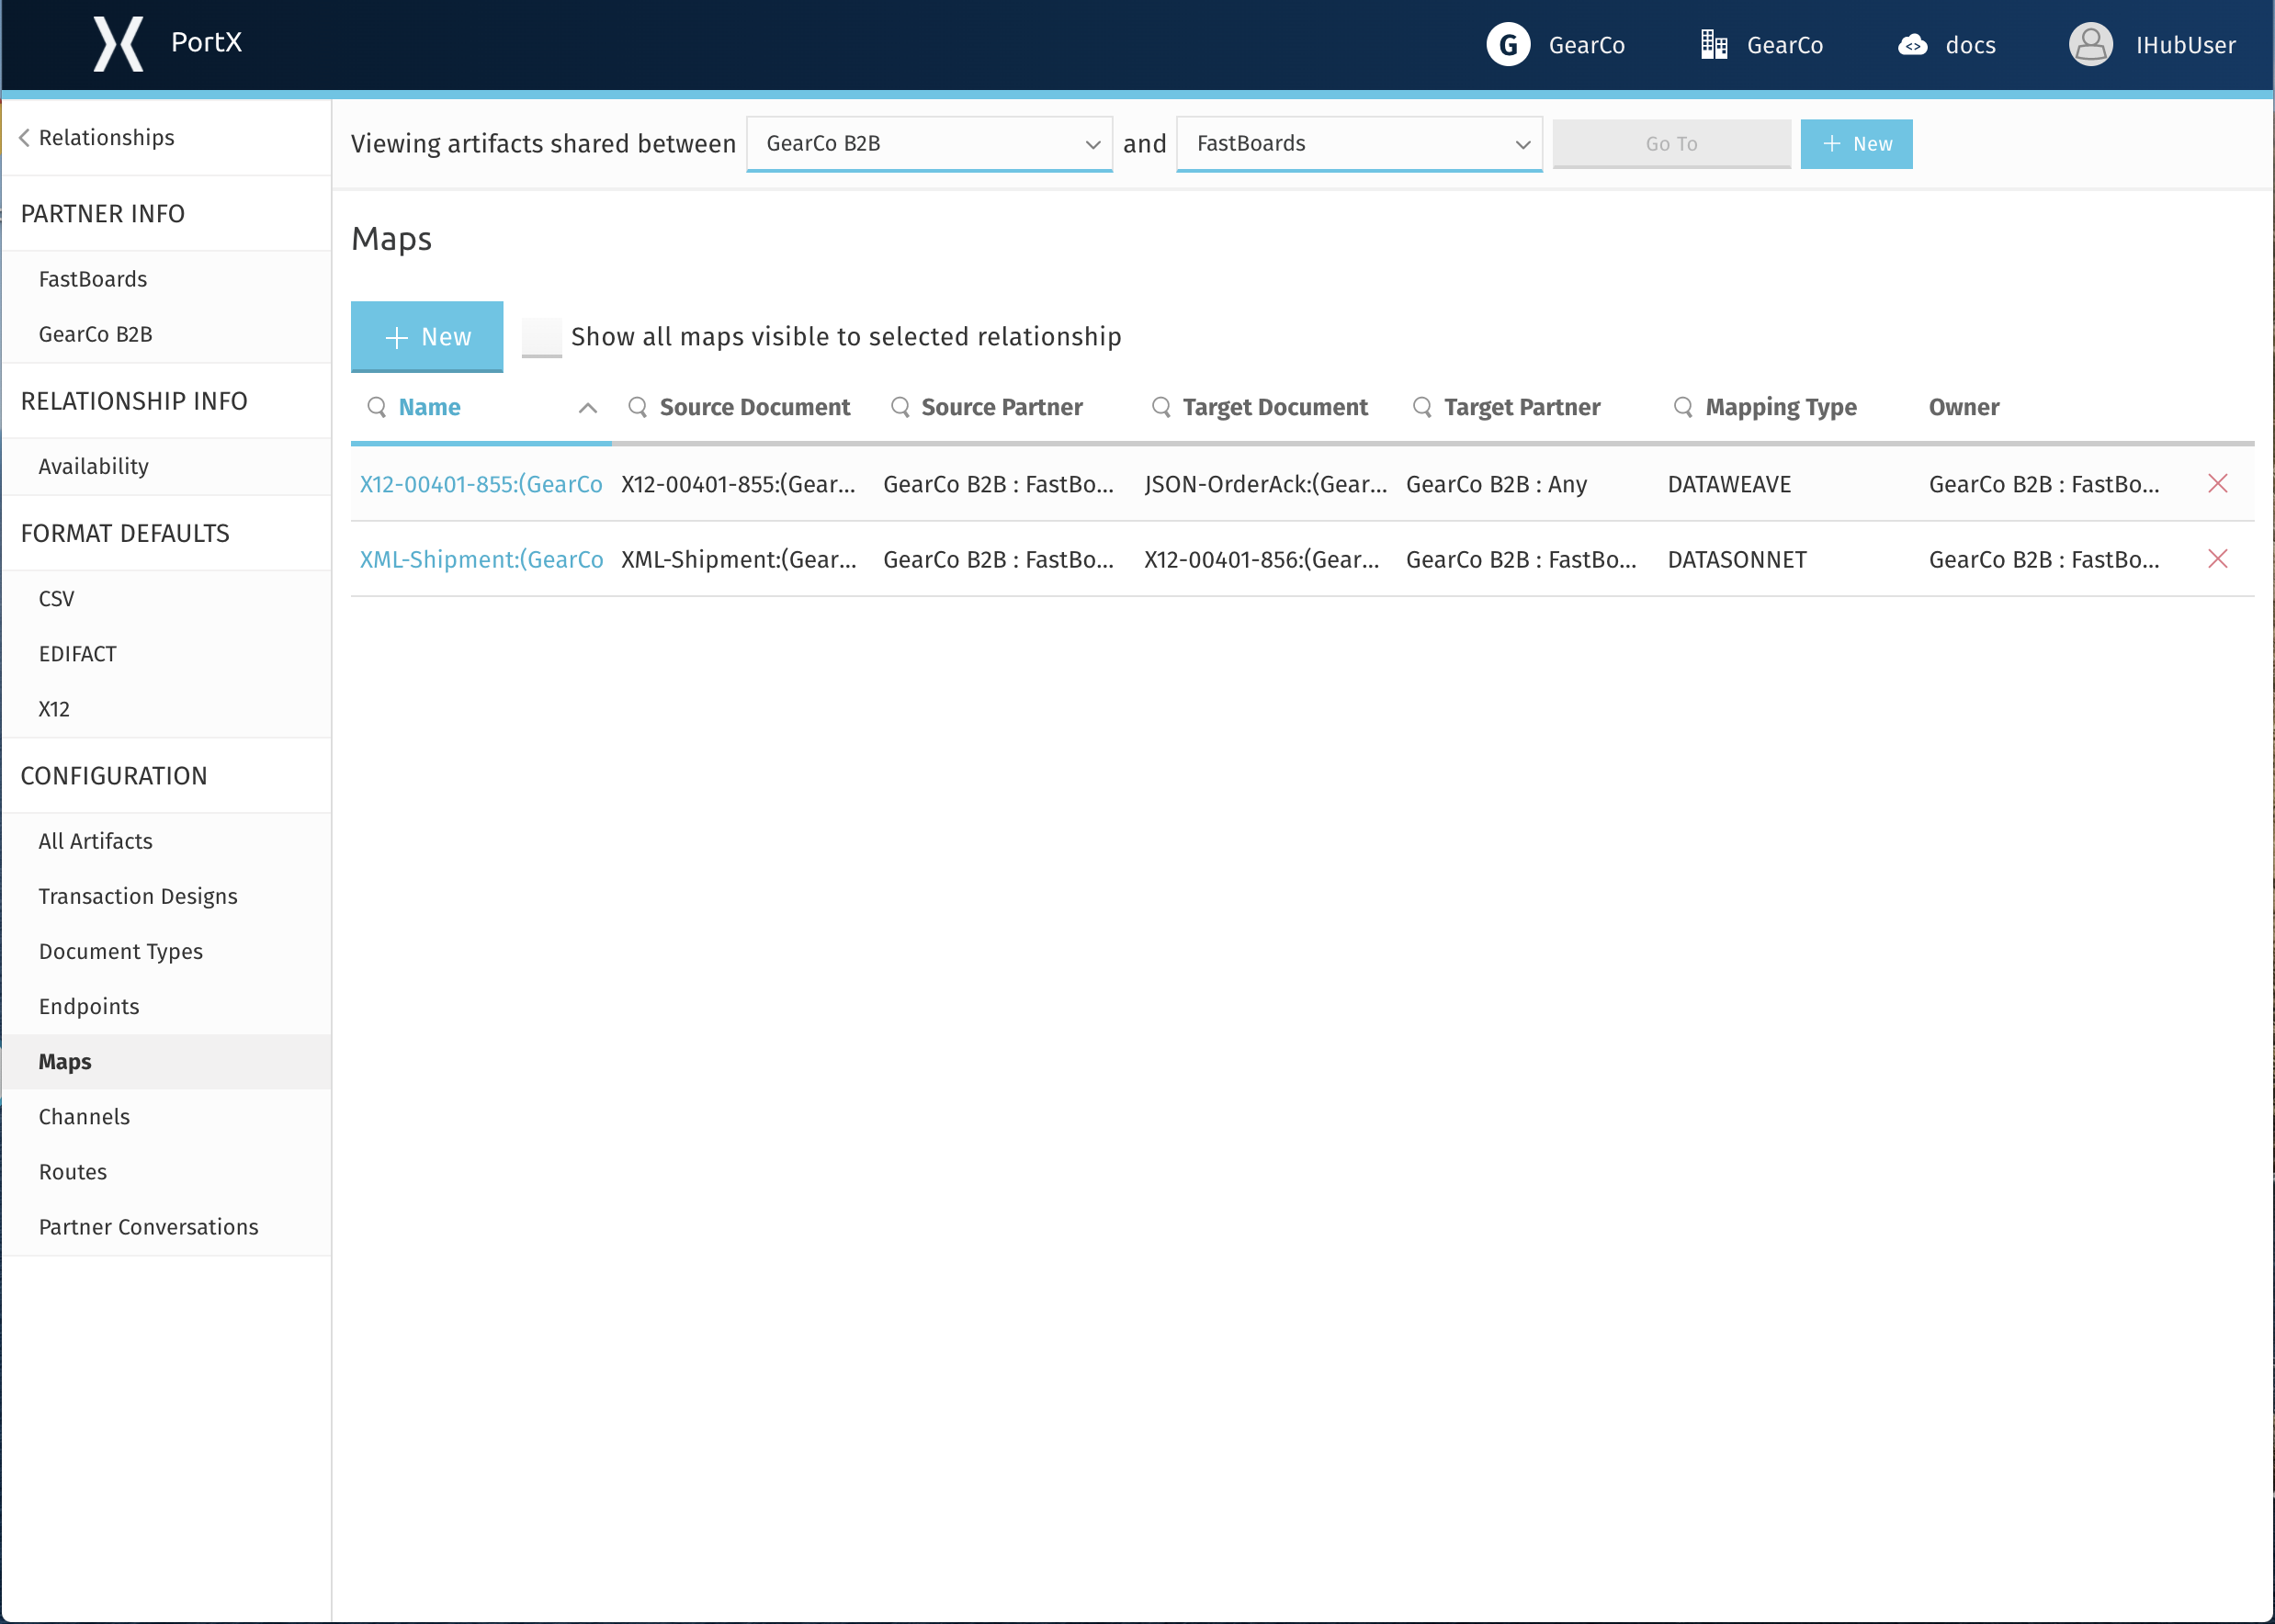 PortX
G GearCo GearCo docs IHubUser
Relationships
Viewing artifacts shared between GearCo B2B and FastBoards Go To + New
PARTNER INFO
FastBoards
GearCo B2B
RELATIONSHIP INFO
Availability
FORMAT DEFAULTS
CSV
EDIFACT
X12
CONFIGURATION
All Artifacts
Transaction Designs
Document Types
Endpoints
Maps
Channels
Routes
Partner Conversations
Maps
+ New Show all maps visible to selected relationship
Name Source Document Source Partner Target Document Target Partner Mapping Type Owner
X12-00401-855:(GearCo X12-00401-855:(Gear... GearCo B2B : FastBo... JSON-OrderAck:(Gear... GearCo B2B : Any DATAWEAVE GearCo B2B : FastBo...
XML-Shipment:(GearCo XML-Shipment:(Gear... GearCo B2B : FastBo... X12-00401-856:(Gear... GearCo B2B : FastBo... DATASONNET GearCo B2B : FastBo...